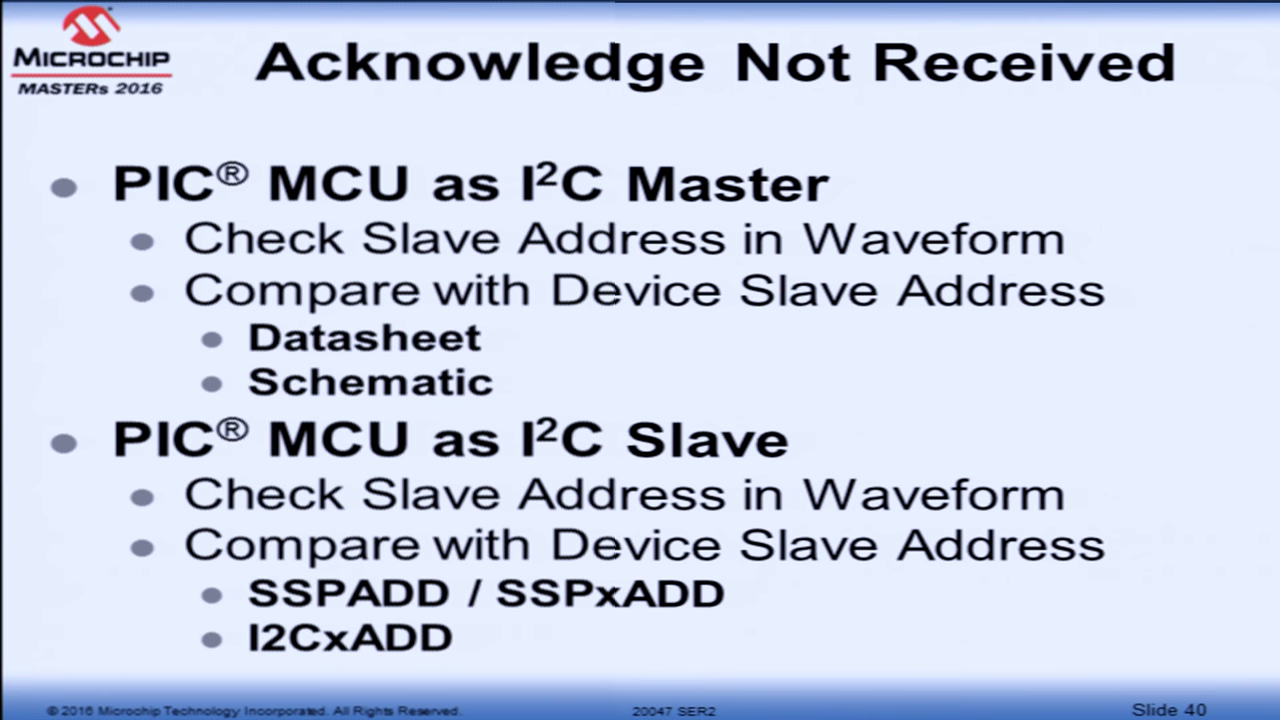 MICROCHIP
MASTERs 2016
Acknowledge Not Received
PIC® MCU as I²C Master
Check Slave Address in Waveform
Compare with Device Slave Address
Datasheet
Schematic
PIC® MCU as I²C Slave
Check Slave Address in Waveform
Compare with Device Slave Address
SSPADD / SSPxADD
I2CxADD
© 2016 Microchip Technology Incorporated. All Rights Reserved.
20047 SER2
Slide 40